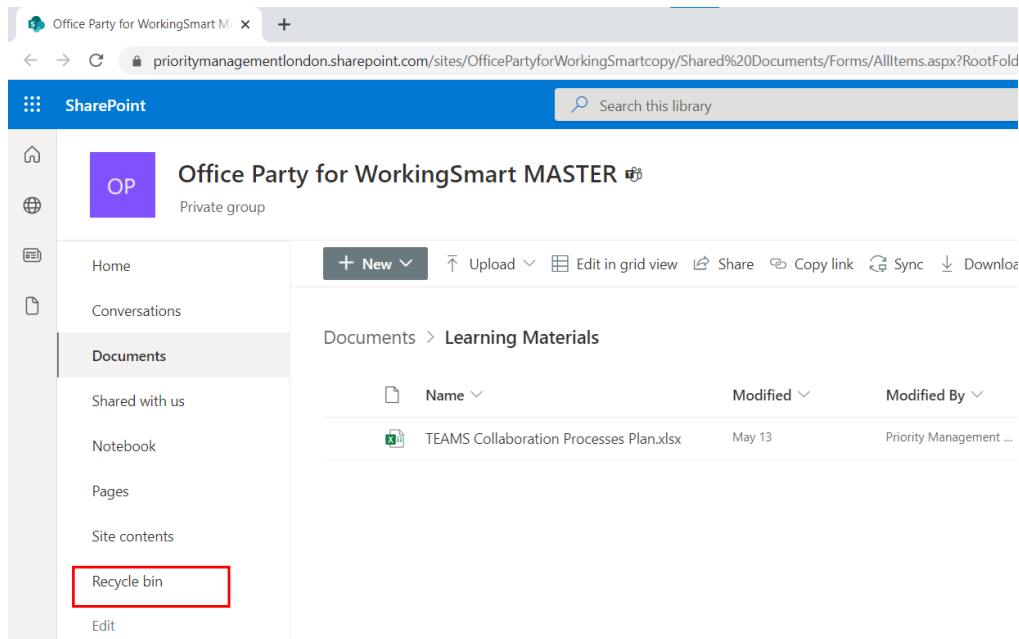 Office Party for WorkingSmart M
prioritymanagementlondon.sharepoint.com/sites/OfficePartyforWorkingSmartcopy/Shared%20Documents/Forms/AllItems.aspx?RootFold
SharePoint
Search this library
OP
Office Party for WorkingSmart MASTER
Private group
Home
Conversations
Documents
Shared with us
Notebook
Pages
Site contents
Recycle bin
Edit
+ New Upload Edit in grid view Share Copy link Sync Downloa
Documents > Learning Materials
Name Modified Modified By
TEAMS Collaboration Processes Plan.xlsx May 13 Priority Management ...